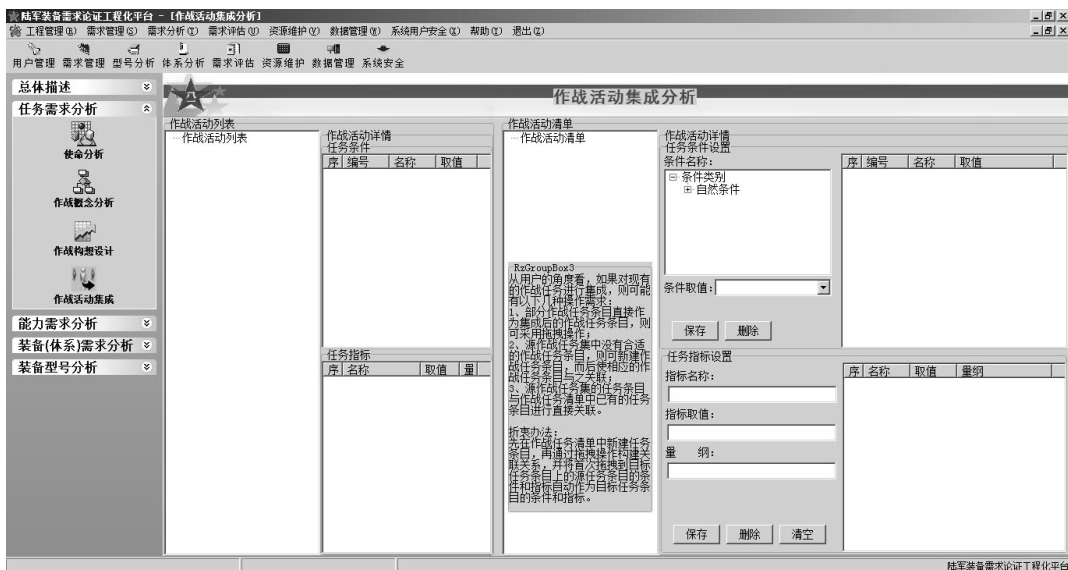 陆军装备需求论证工程化平台 - [作战活动集成分析]
工程管理(B) 需求管理(S) 需求分析(T) 需求评估(U) 资源维护(V) 数据管理(W) 系统用户安全(X) 帮助(Y) 退出(Z)
用户管理 需求管理 型号分析 体系分析 需求评估 资源维护 数据管理 系统安全
总体描述
任务需求分析
使命分析
作战概念分析
作战构想设计
作战活动集成
能力需求分析
装备(体系)需求分析
装备型号分析
作战活动集成分析
作战活动列表
作战活动列表
作战活动详情
任务条件
序 编号 名称 取值
任务指标
序 名称 取值 量
作战活动清单
作战活动清单
RzGroupBox3
从用户的角度看，如果对现有
的作战任务进行集成，则可能
有以下几种操作需求：
1、部分作战任务条目直接作
为集成后的作战任务条目，则
可采用拖拽操作；
2、源作战任务集中没有合适
的作战任务条目，则可新建作
战任务条目，而后使相应的作
战任务条目与之关联；
3、源作战任务集的任务条目
与作战任务清单中已有的任务
条目进行直接关联。
折衷办法：
先在作战任务清单中新建任务
条目，再通过拖拽操作构建关
联关系，并将首次拖拽到目标
任务条目上的源任务条目的条
件和指标自动作为目标任务条
目的条件和指标。
作战活动详情
任务条件设置
条件名称：
条件类别
自然条件
条件取值：
保存 删除
序 编号 名称 取值
任务指标设置
指标名称：
指标取值：
量 纲：
保存 删除 清空
序 名称 取值 量纲
陆军装备需求论证工程化平台